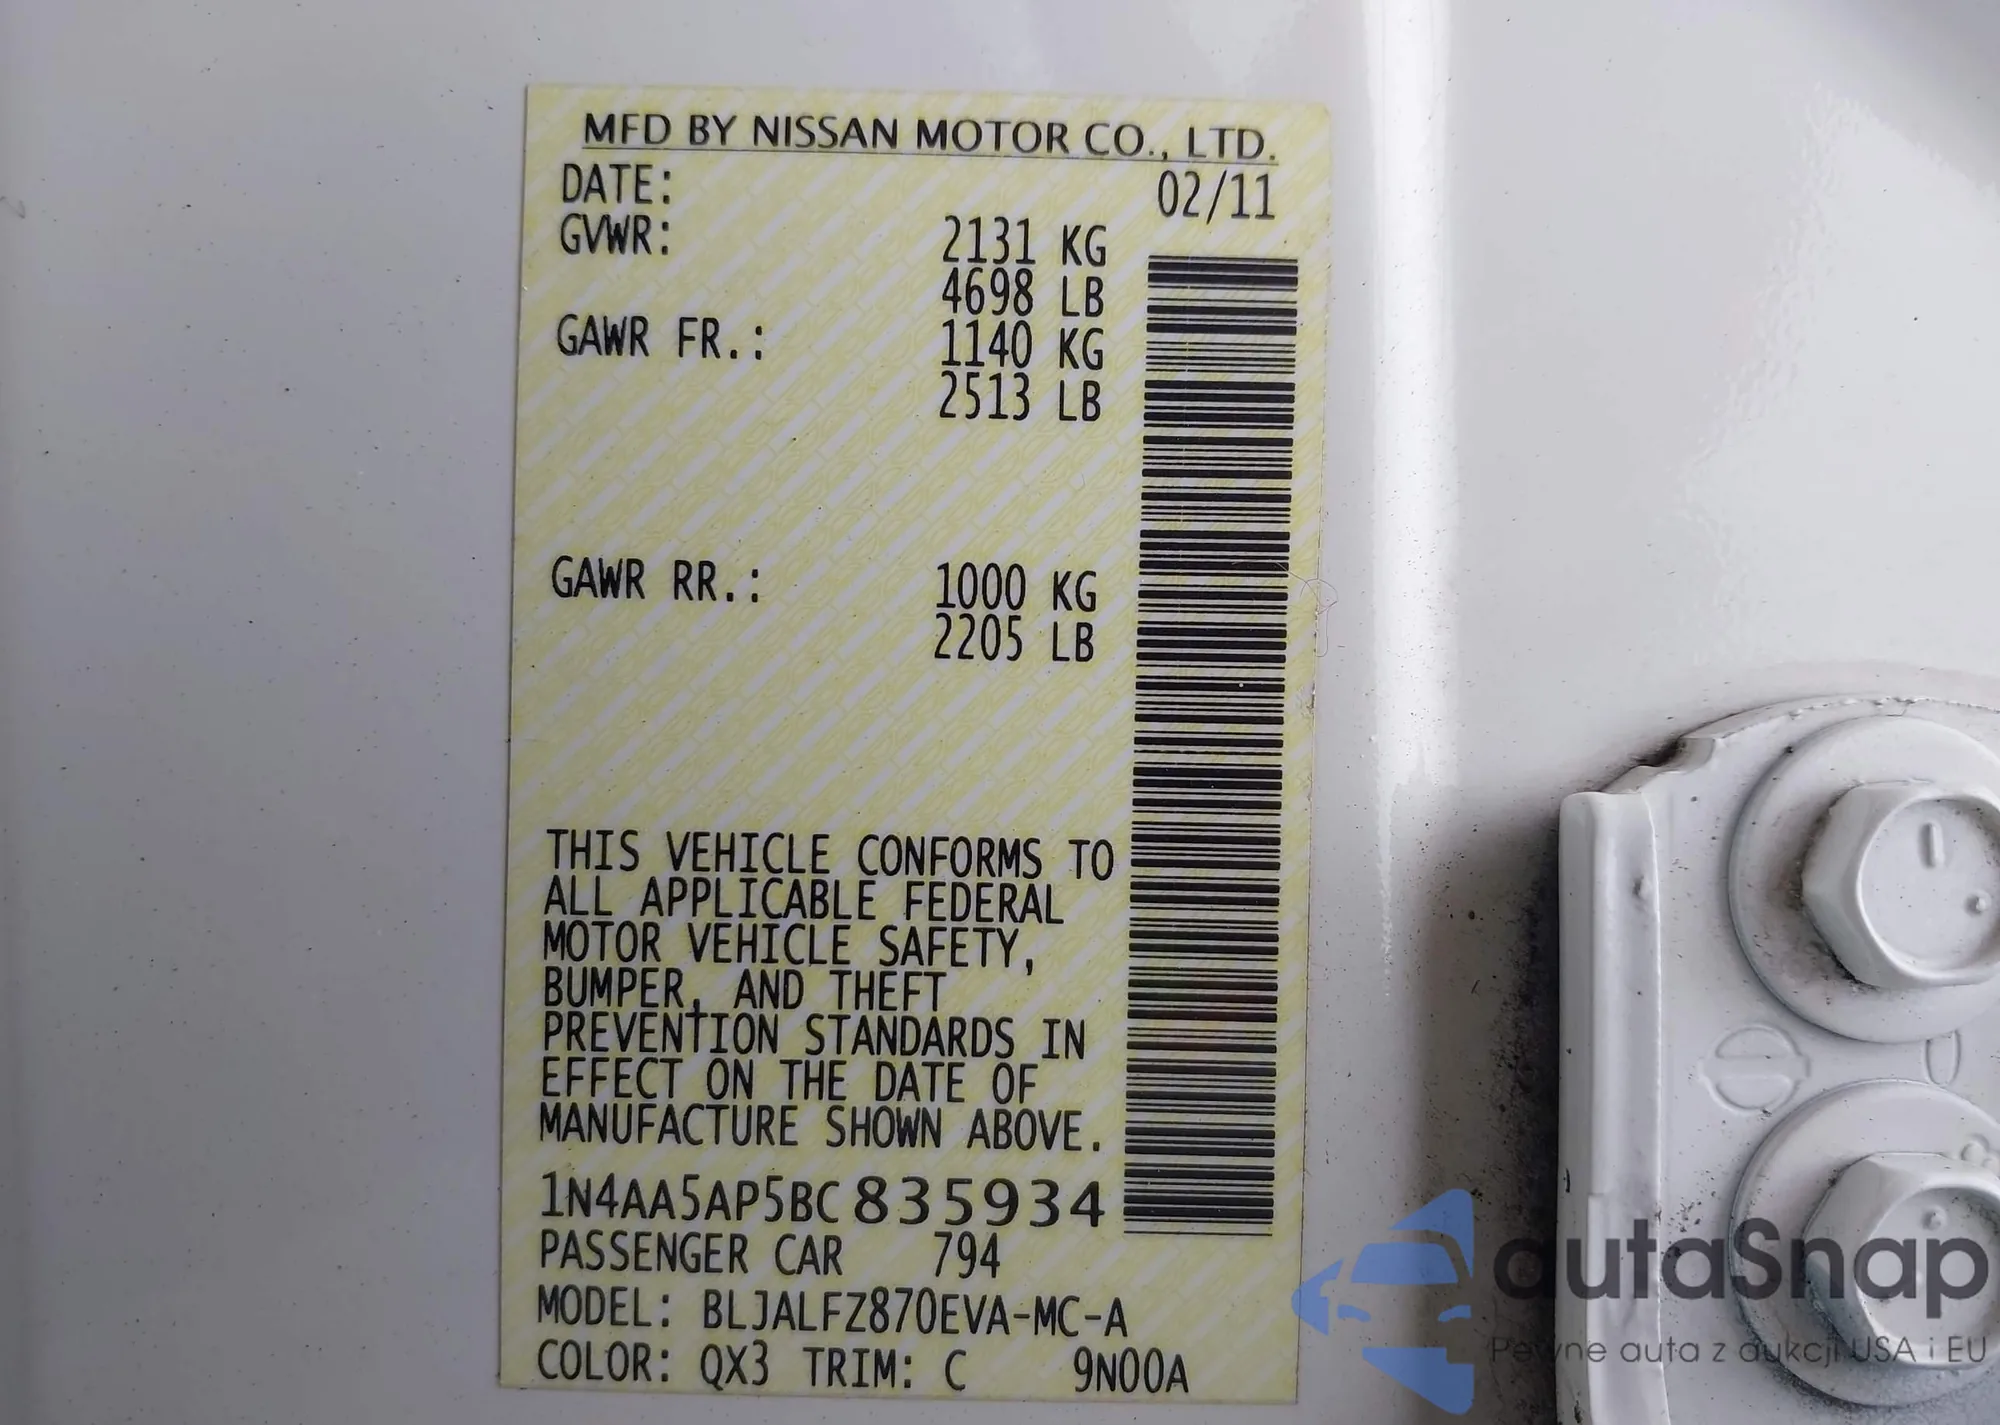 MFD BY NISSAN MOTOR CO., LTD.
DATE: 02/11
GVWR: 2131 KG
4698 LB
GAWR FR.: 1140 KG
2513 LB
GAWR RR.: 1000 KG
2205 LB
THIS VEHICLE CONFORMS TO
ALL APPLICABLE FEDERAL
MOTOR VEHICLE SAFETY,
BUMPER, AND THEFT
PREVENTION STANDARDS IN
EFFECT ON THE DATE OF
MANUFACTURE SHOWN ABOVE.
1N4AA5AP5BC835934
PASSENGER CAR 794
MODEL: BLJALFZ870EVA-MC-A
COLOR: QX3 TRIM: C 9N00A
autaSnap
Pewne auta z aukcji USA i EU